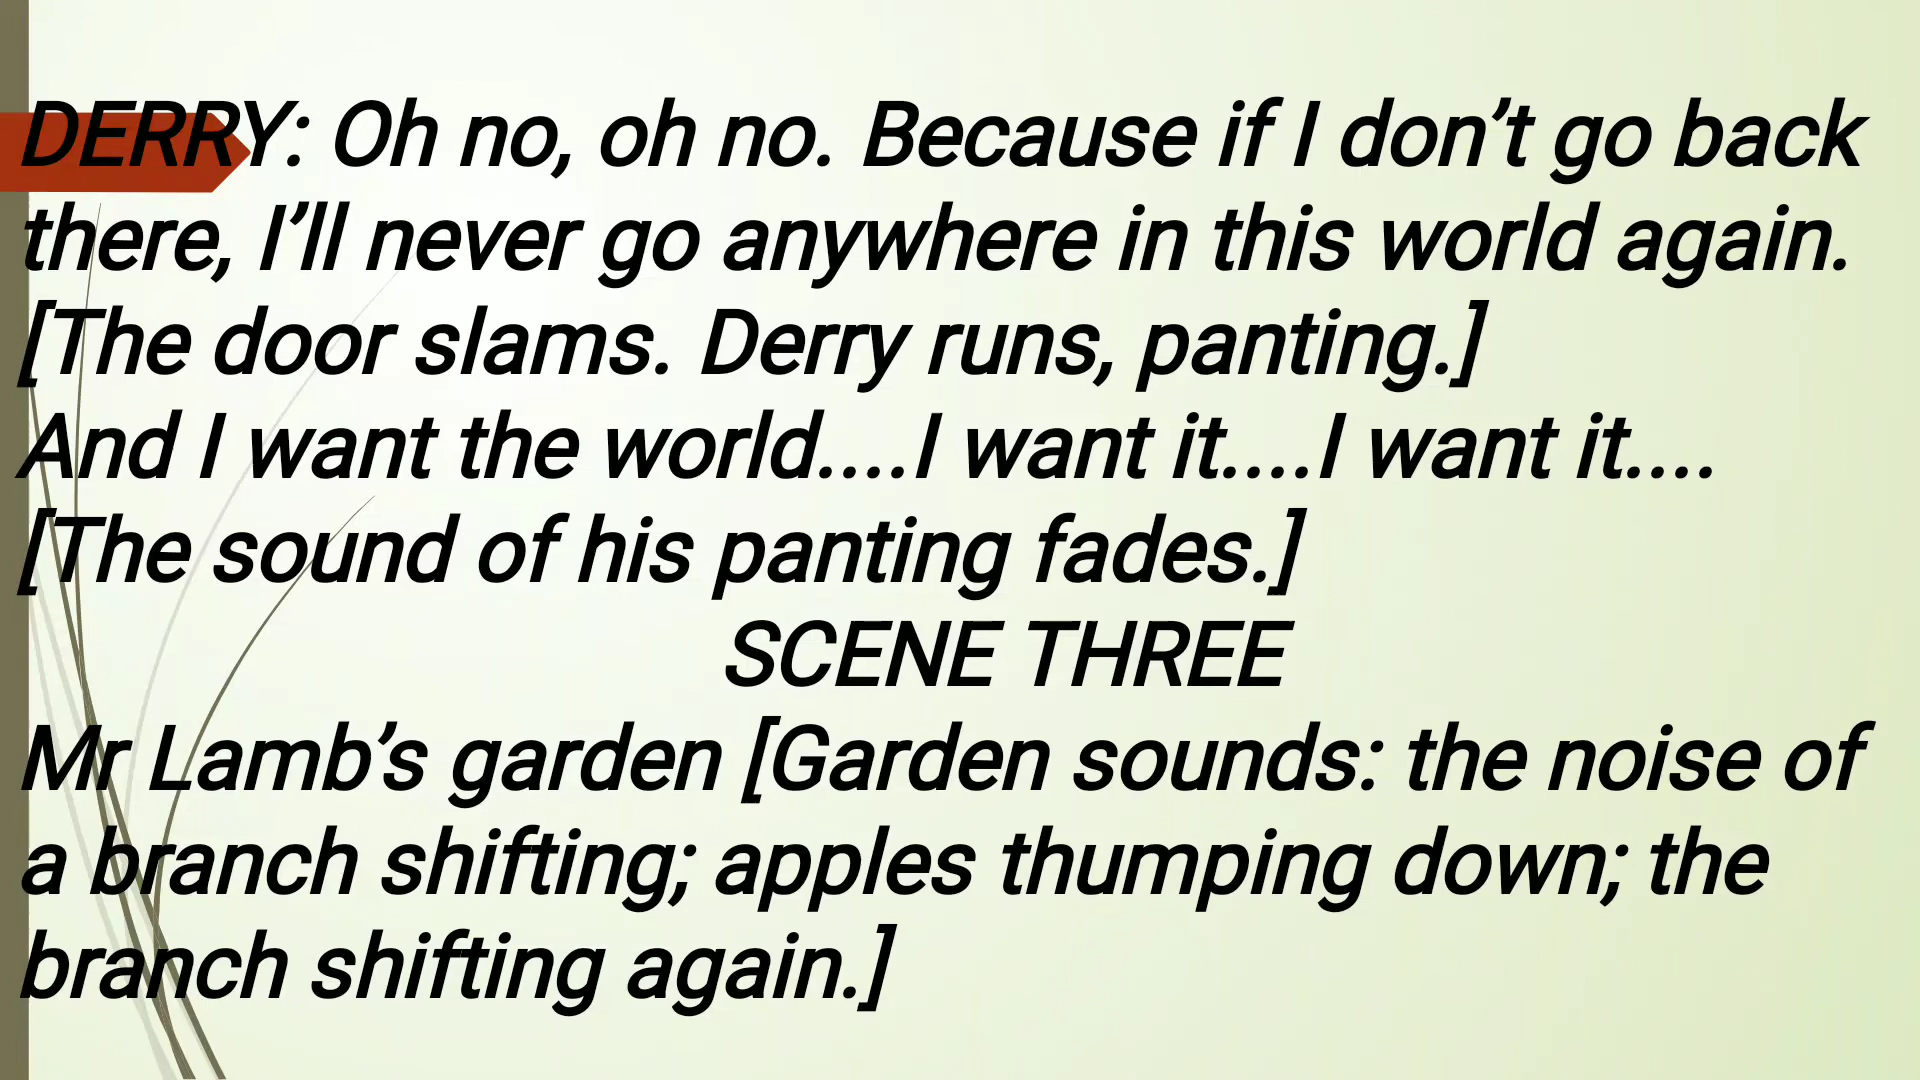 DERRY: Oh no, oh no. Because if I don’t go back
there, I’ll never go anywhere in this world again.
[The door slams. Derry runs, panting.]
And I want the world....I want it....I want it....
[The sound of his panting fades.]
SCENE THREE
Mr Lamb’s garden [Garden sounds: the noise of
a branch shifting; apples thumping down; the
branch shifting again.]